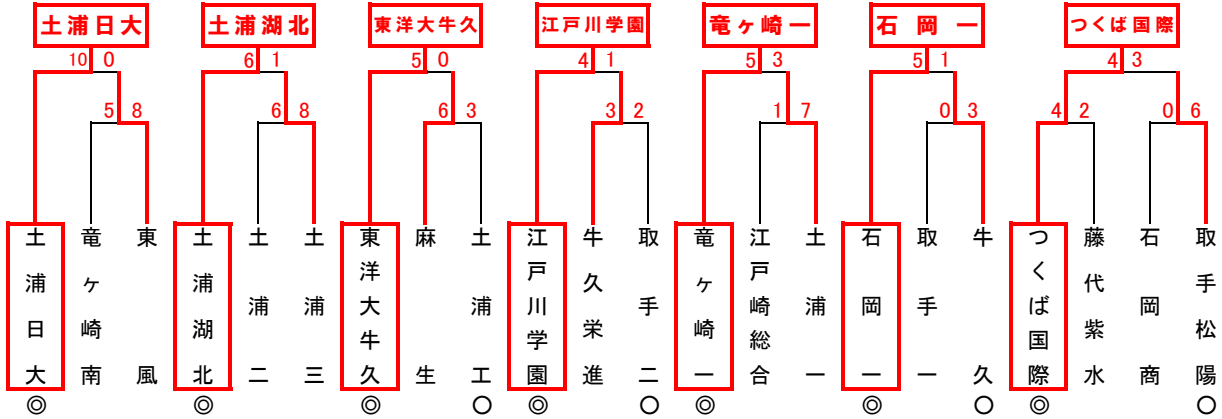 土浦日大 土浦湖北 東洋大牛久 江戸川学園 竜ヶ崎一 石岡一 つくば国際
10 0 6 1 5 0 4 1 5 3 5 1 4 3
5 8 6 8 6 3 3 2 1 7 0 3 4 2 0 6
土浦日大
竜ヶ崎南
東風
土浦湖北
土浦二
土浦三
東洋大牛久
麻生
土浦工
江戸川学園
牛久栄進
取手二
竜ヶ崎一
江戸崎総合
土浦一
石岡一
取手一
牛久
つくば国際
藤代紫水
石岡商
取手松陽
◎ ◎ ◎ ○ ◎ ○ ◎ ◎ ○ ◎ ○